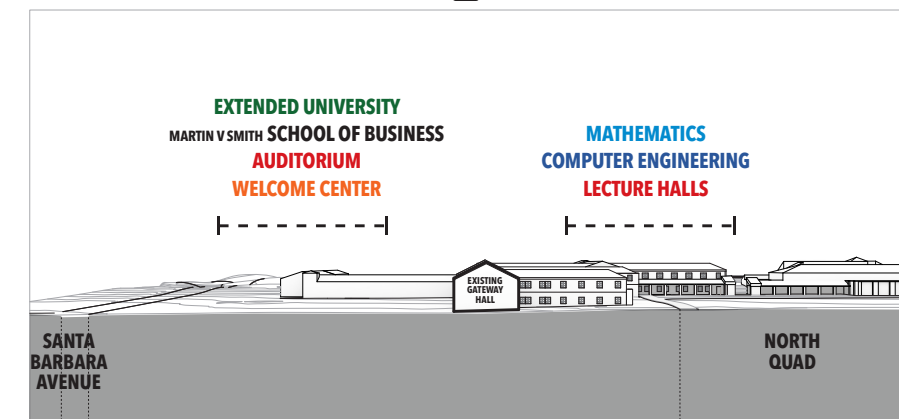 EXTENDED UNIVERSITY
MARTIN V SMITH SCHOOL OF BUSINESS
AUDITORIUM
WELCOME CENTER
MATHEMATICS
COMPUTER ENGINEERING
LECTURE HALLS
EXISTING
GATEWAY
HALL
SANTA
BARBARA
AVENUE
NORTH
QUAD